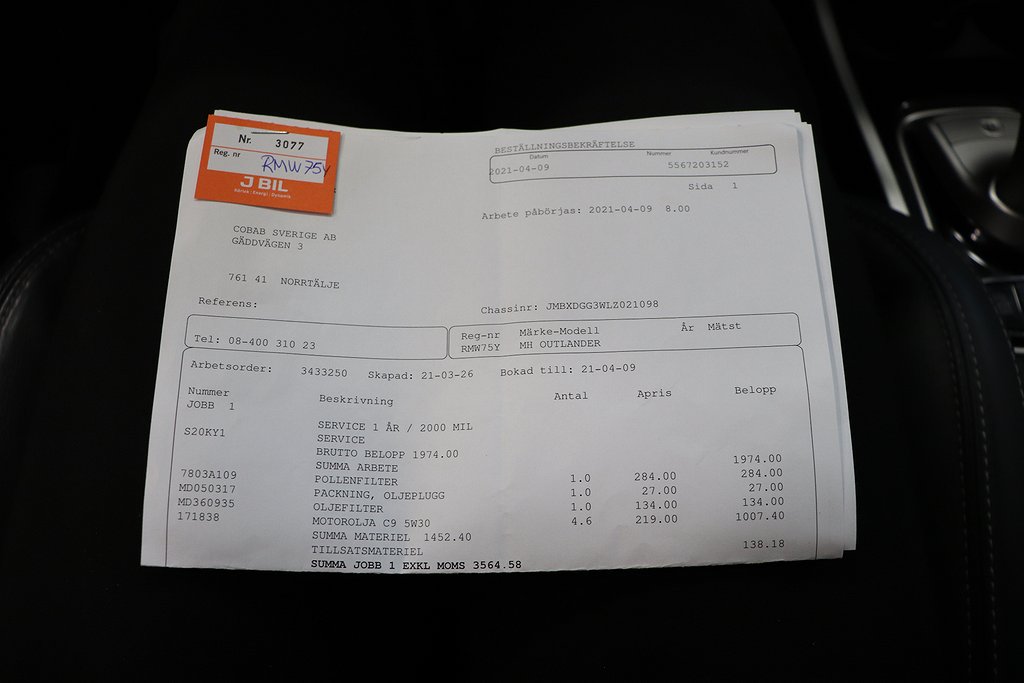 Nr. 3077
Reg. nr RMW75Y
J BIL
BESTÄLLNINGSBEKRÄFTELSE
Datum Nummer Kundnummer
2021-04-09 5567203152
Sida 1
Arbete påbörjas: 2021-04-09 8.00
COBAB SVERIGE AB
GÄDDVÄGEN 3
761 41 NORRTÄLJE
Referens:
Chassinr: JMBXDGG3WLZ021098
Tel: 08-400 310 23
Reg-nr Märke-Modell År Mätst
RMW75Y MH OUTLANDER
Arbetsorder: 3433250 Skapad: 21-03-26 Bokad till: 21-04-09
Nummer Beskrivning Antal Apris Belopp
JOBB 1
SERVICE 1 ÅR / 2000 MIL
S20KY1 SERVICE
BRUTTO BELOPP 1974.00
SUMMA ARBETE 1974.00
7803A109 POLLENFILTER 1.0 284.00 284.00
MD050317 PACKNING, OLJEPLUGG 1.0 27.00 27.00
MD360935 OLJEFILTER 1.0 134.00 134.00
171838 MOTOROLJA C9 5W30 4.6 219.00 1007.40
SUMMA MATERIEL 1452.40
TILLSATSMATERIEL 138.18
SUMMA JOBB 1 EXKL MOMS 3564.58